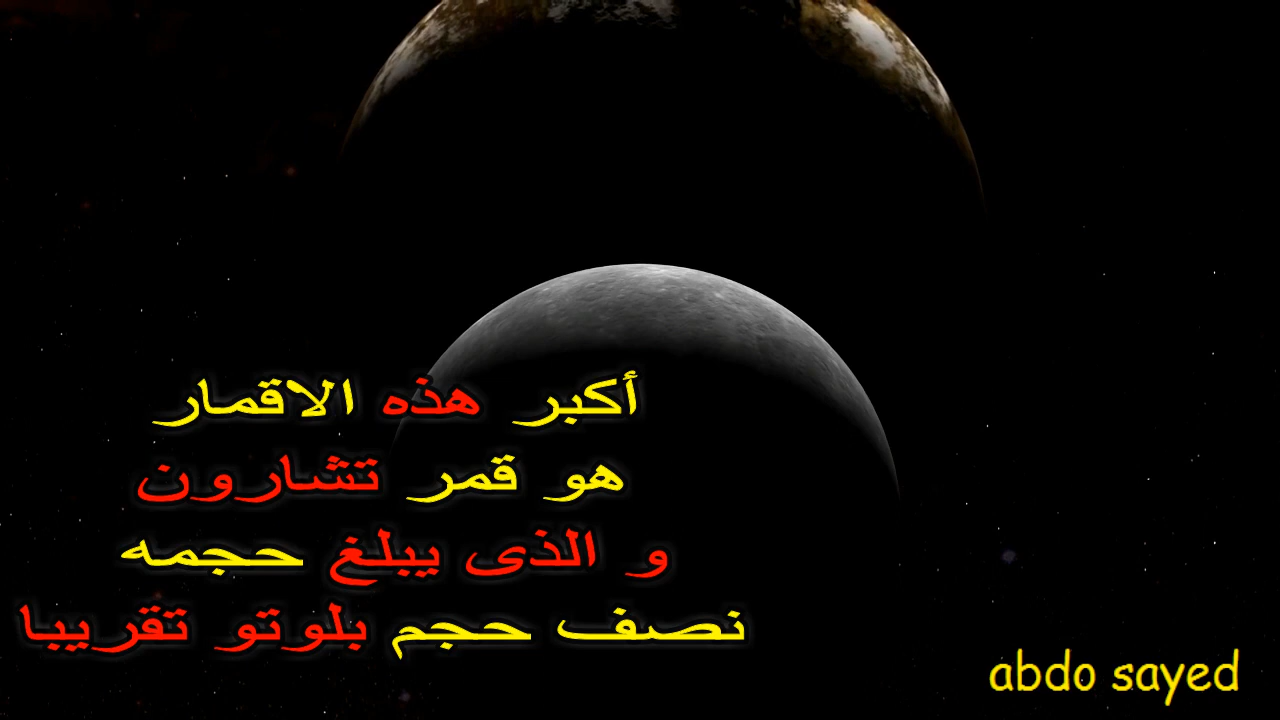 أكبر هذه الاقمار
هو قمر تشارون
و الذى يبلغ حجمه
نصف حجم بلوتو تقريبا
abdo sayed